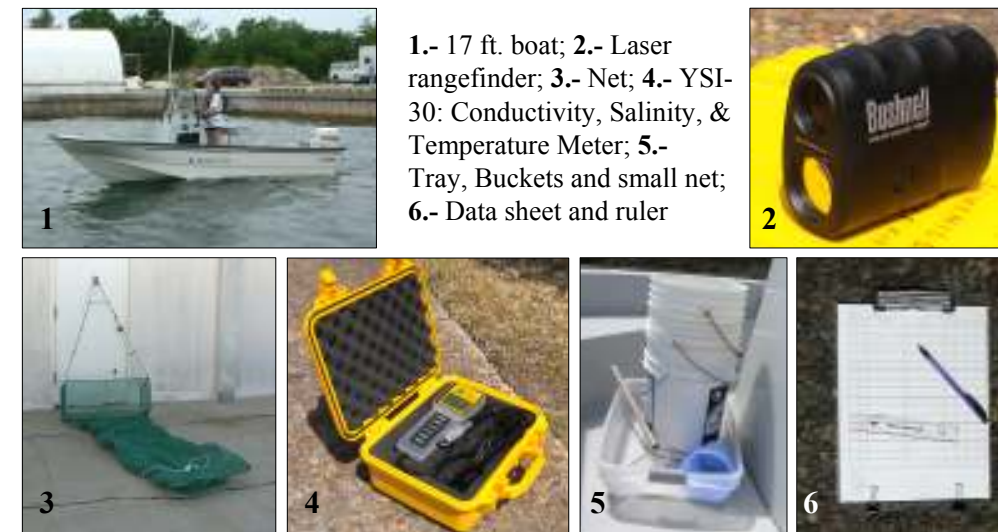 1.- 17 ft. boat; 2.- Laser
rangefinder; 3.- Net; 4.- YSI-
30: Conductivity, Salinity, &
Temperature Meter; 5.-
Tray, Buckets and small net;
6.- Data sheet and ruler
1
Bushnell
2
3
4
5
6